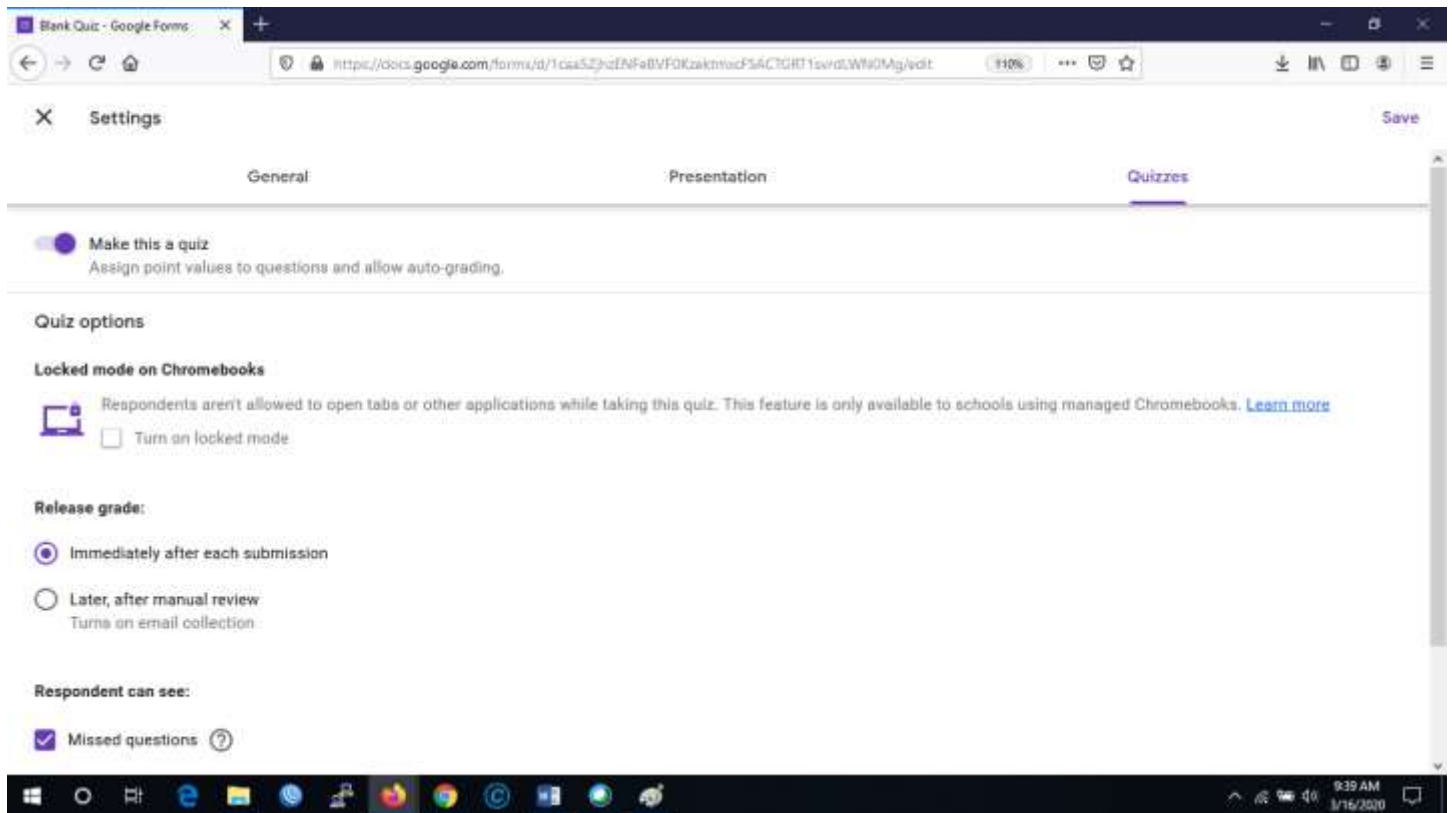 Blank Quiz - Google Forms
110%
Settings
Save
General Presentation Quizzes
Make this a quiz
Assign point values to questions and allow auto-grading.
Quiz options
Locked mode on Chromebooks
Respondents aren't allowed to open tabs or other applications while taking this quiz. This feature is only available to schools using managed Chromebooks. Learn more
Turn on locked mode
Release grade:
Immediately after each submission
Later, after manual review
Turns on email collection
Respondent can see:
Missed questions
9:39 AM
3/16/2020